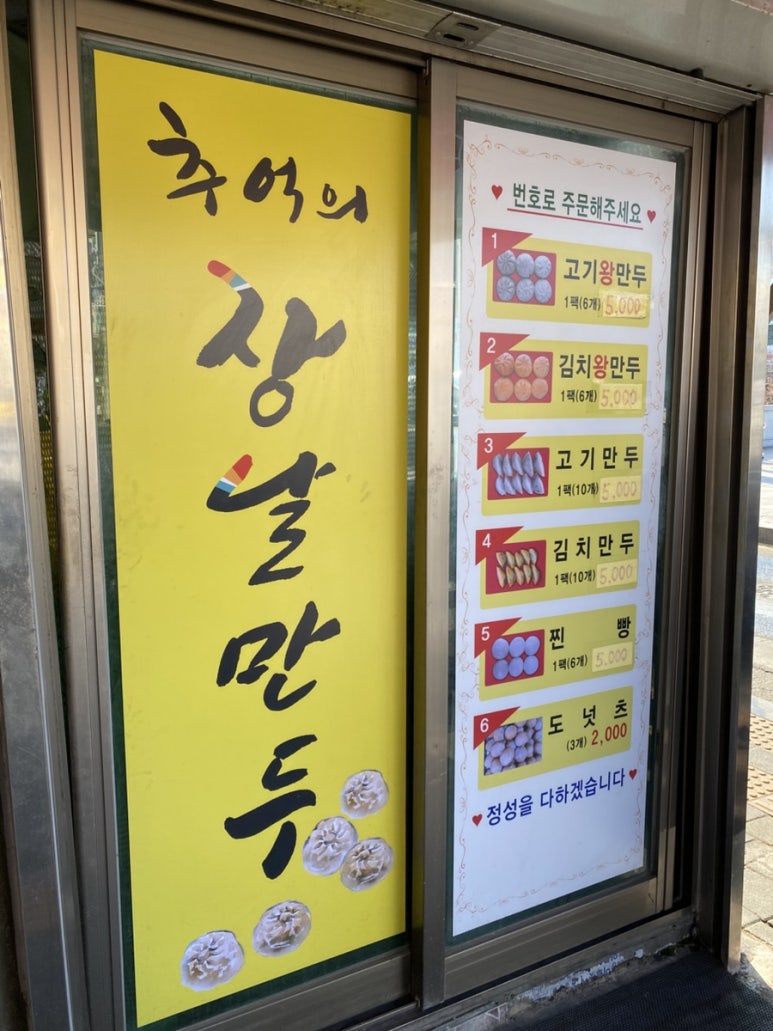 추억의
장날만두
번호로 주문해주세요
1
고기왕만두
1팩(6개) 5.000
2
김치왕만두
1팩(6개) 5.000
3
고기만두
1팩(10개) 5.000
4
김치만두
1팩(10개) 5.000
5
찐빵
1팩(6개) 5.000
6
도넛츠
(3개) 2,000
정성을 다하겠습니다